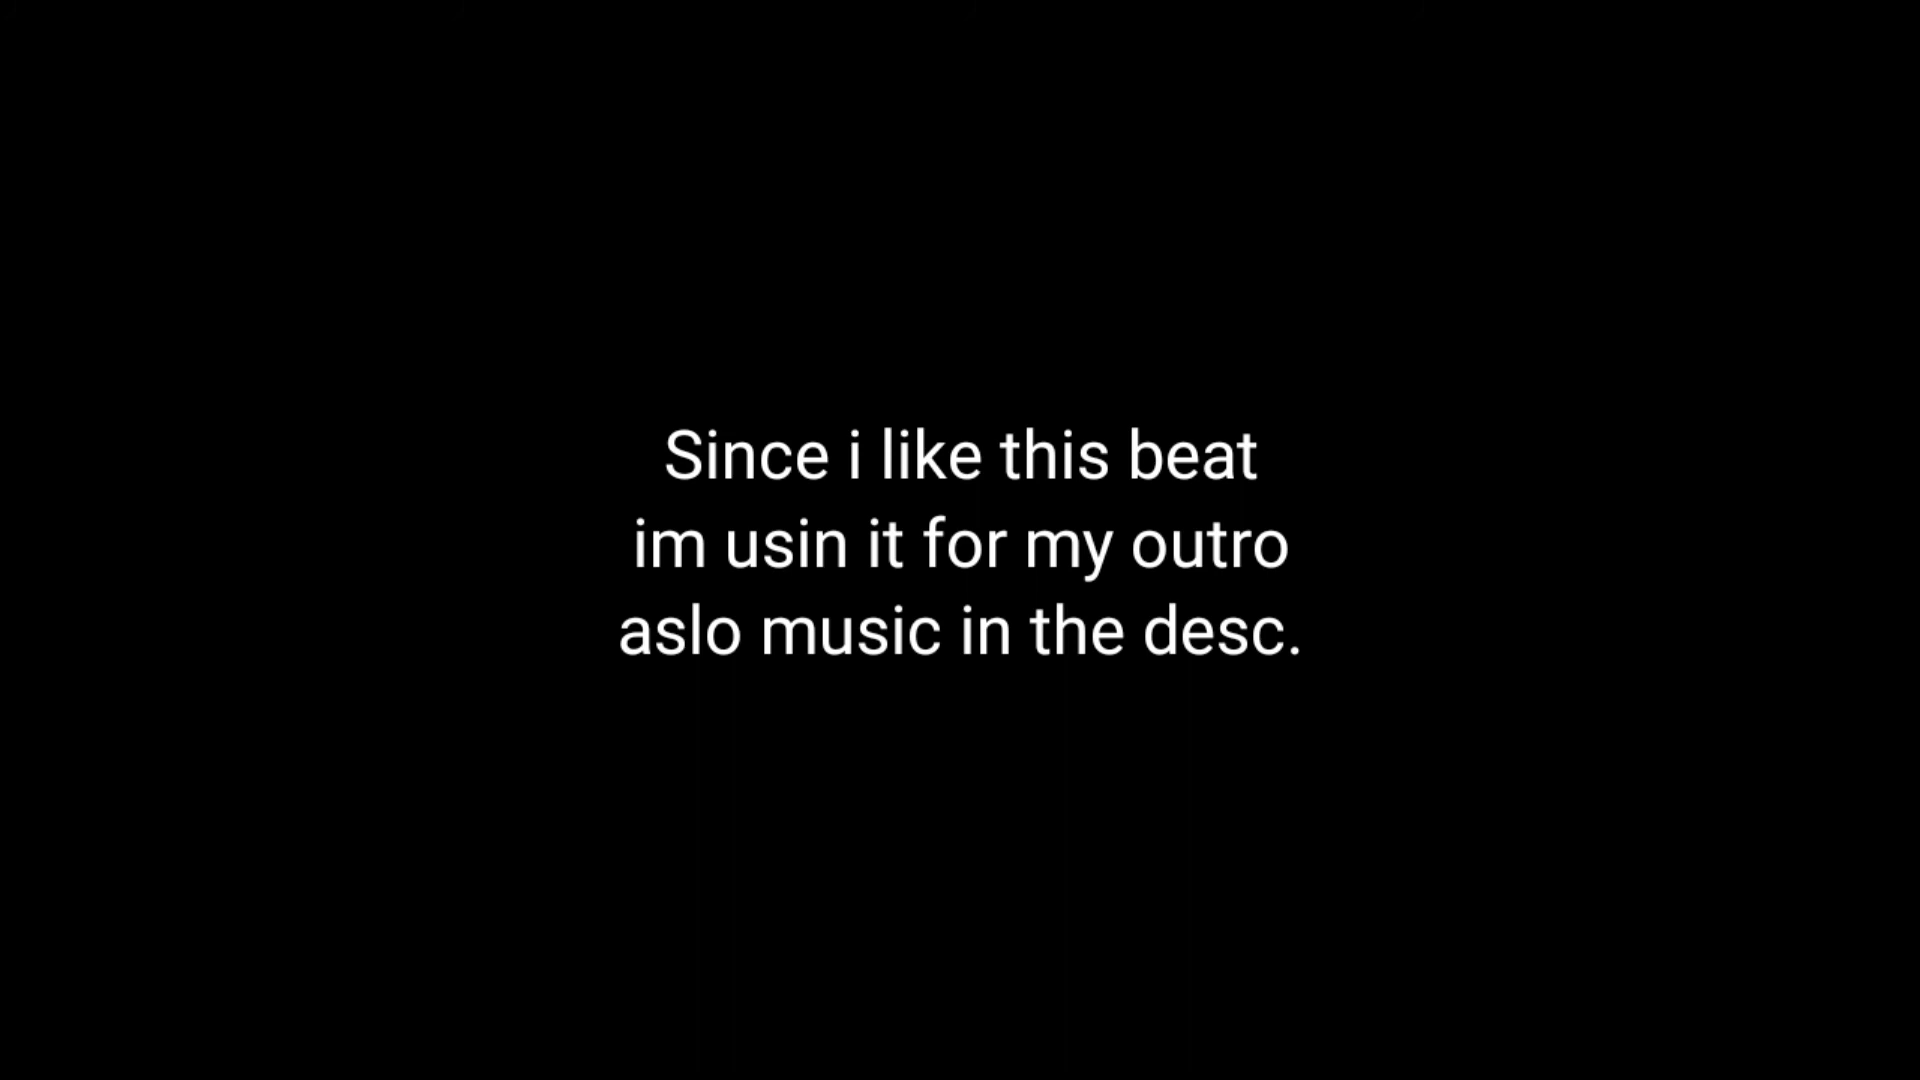 Since i like this beat
im usin it for my outro
aslo music in the desc.